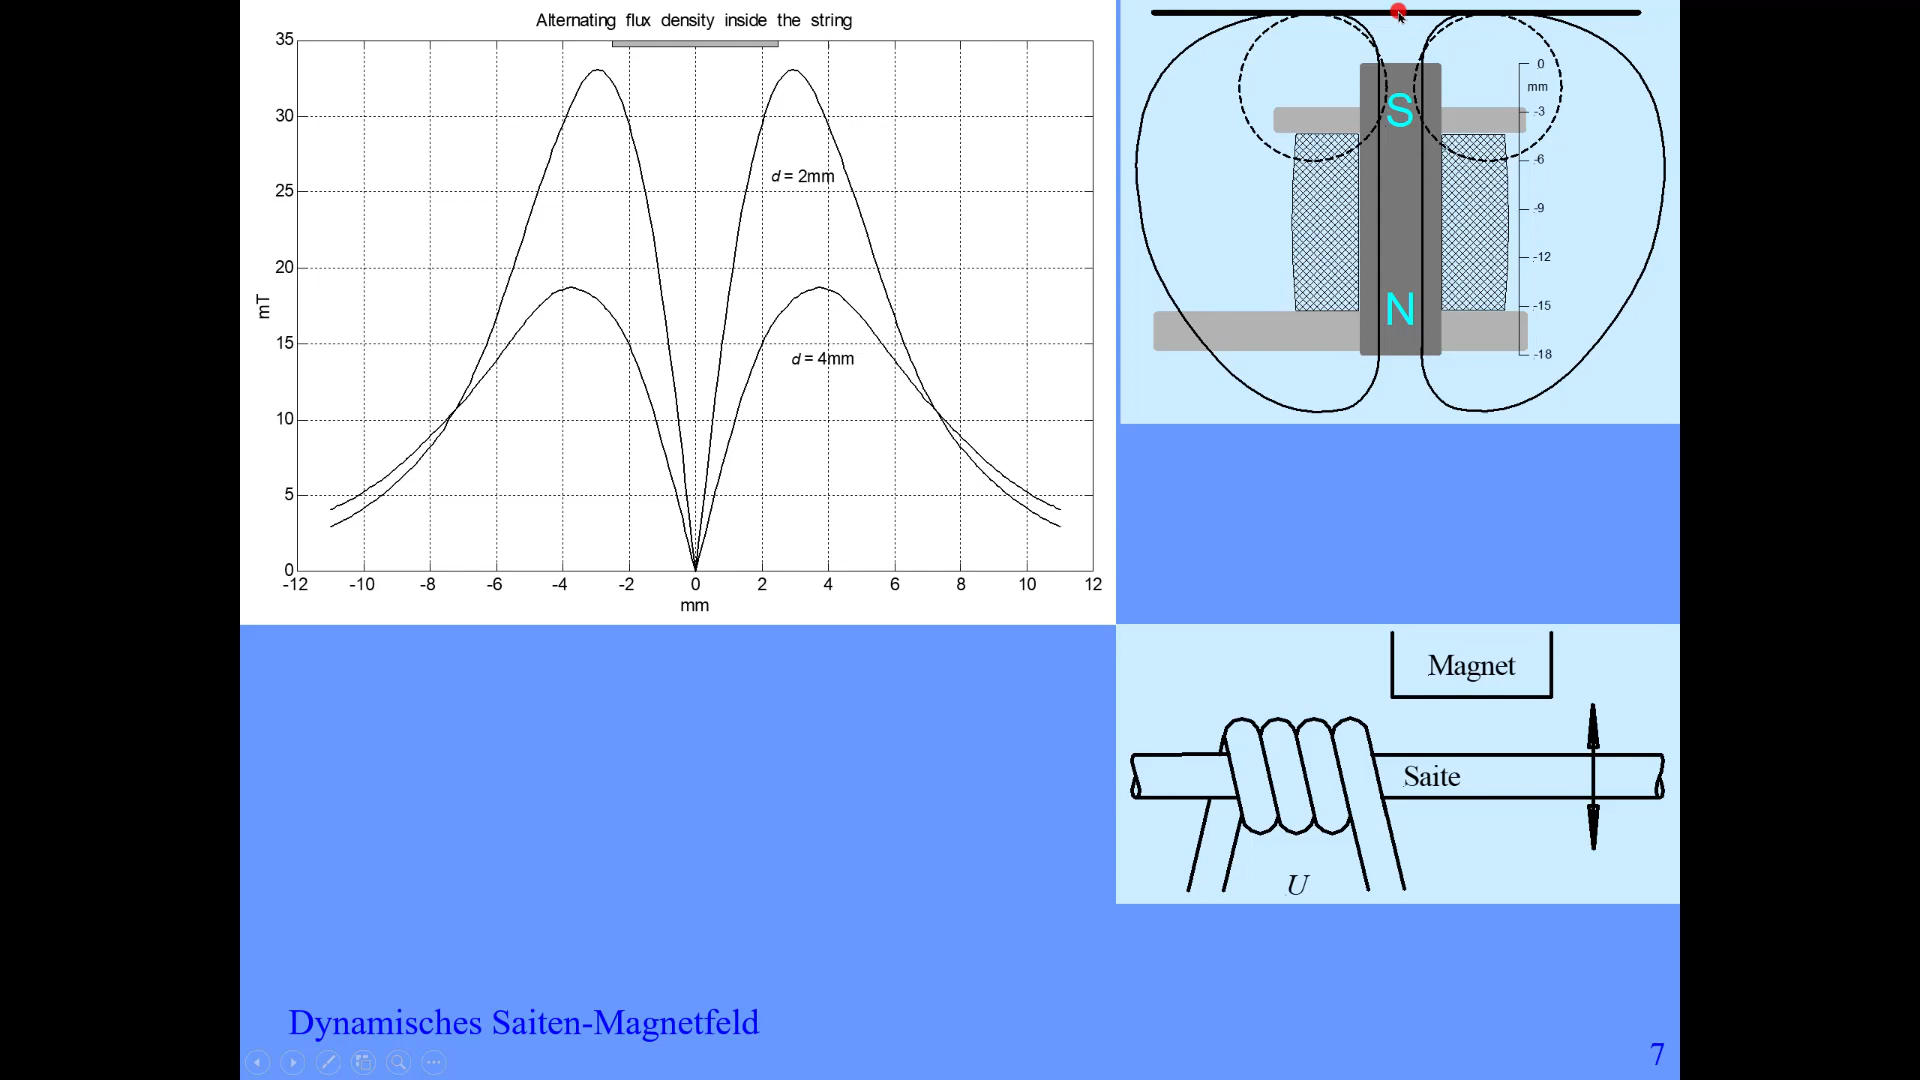 Alternating flux density inside the string
35
30
25
20
15
10
5
0
mT
d = 2mm
d = 4mm
-12 -10 -8 -6 -4 -2 0 2 4 6 8 10 12
mm
S
N
0
mm
-3
-6
-9
-12
-15
-18
Magnet
Saite
U
Dynamisches Saiten-Magnetfeld
7